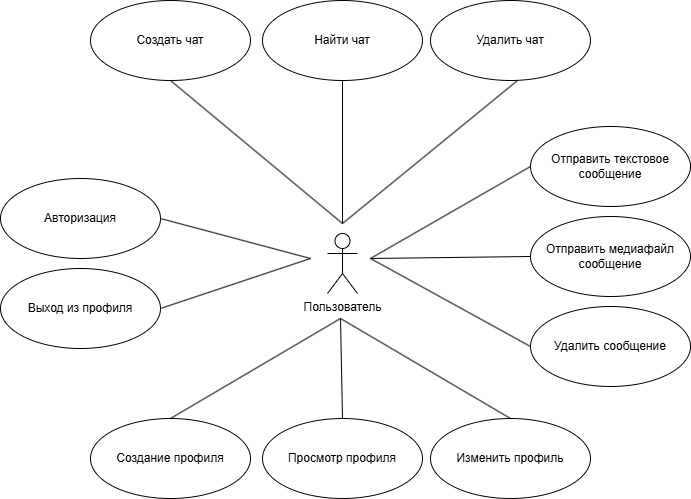 Создать чат
Найти чат
Удалить чат
Отправить текстовое
сообщение
Авторизация
Отправить медиафайл
сообщение
Выход из профиля
Пользователь
Удалить сообщение
Создание профиля
Просмотр профиля
Изменить профиль